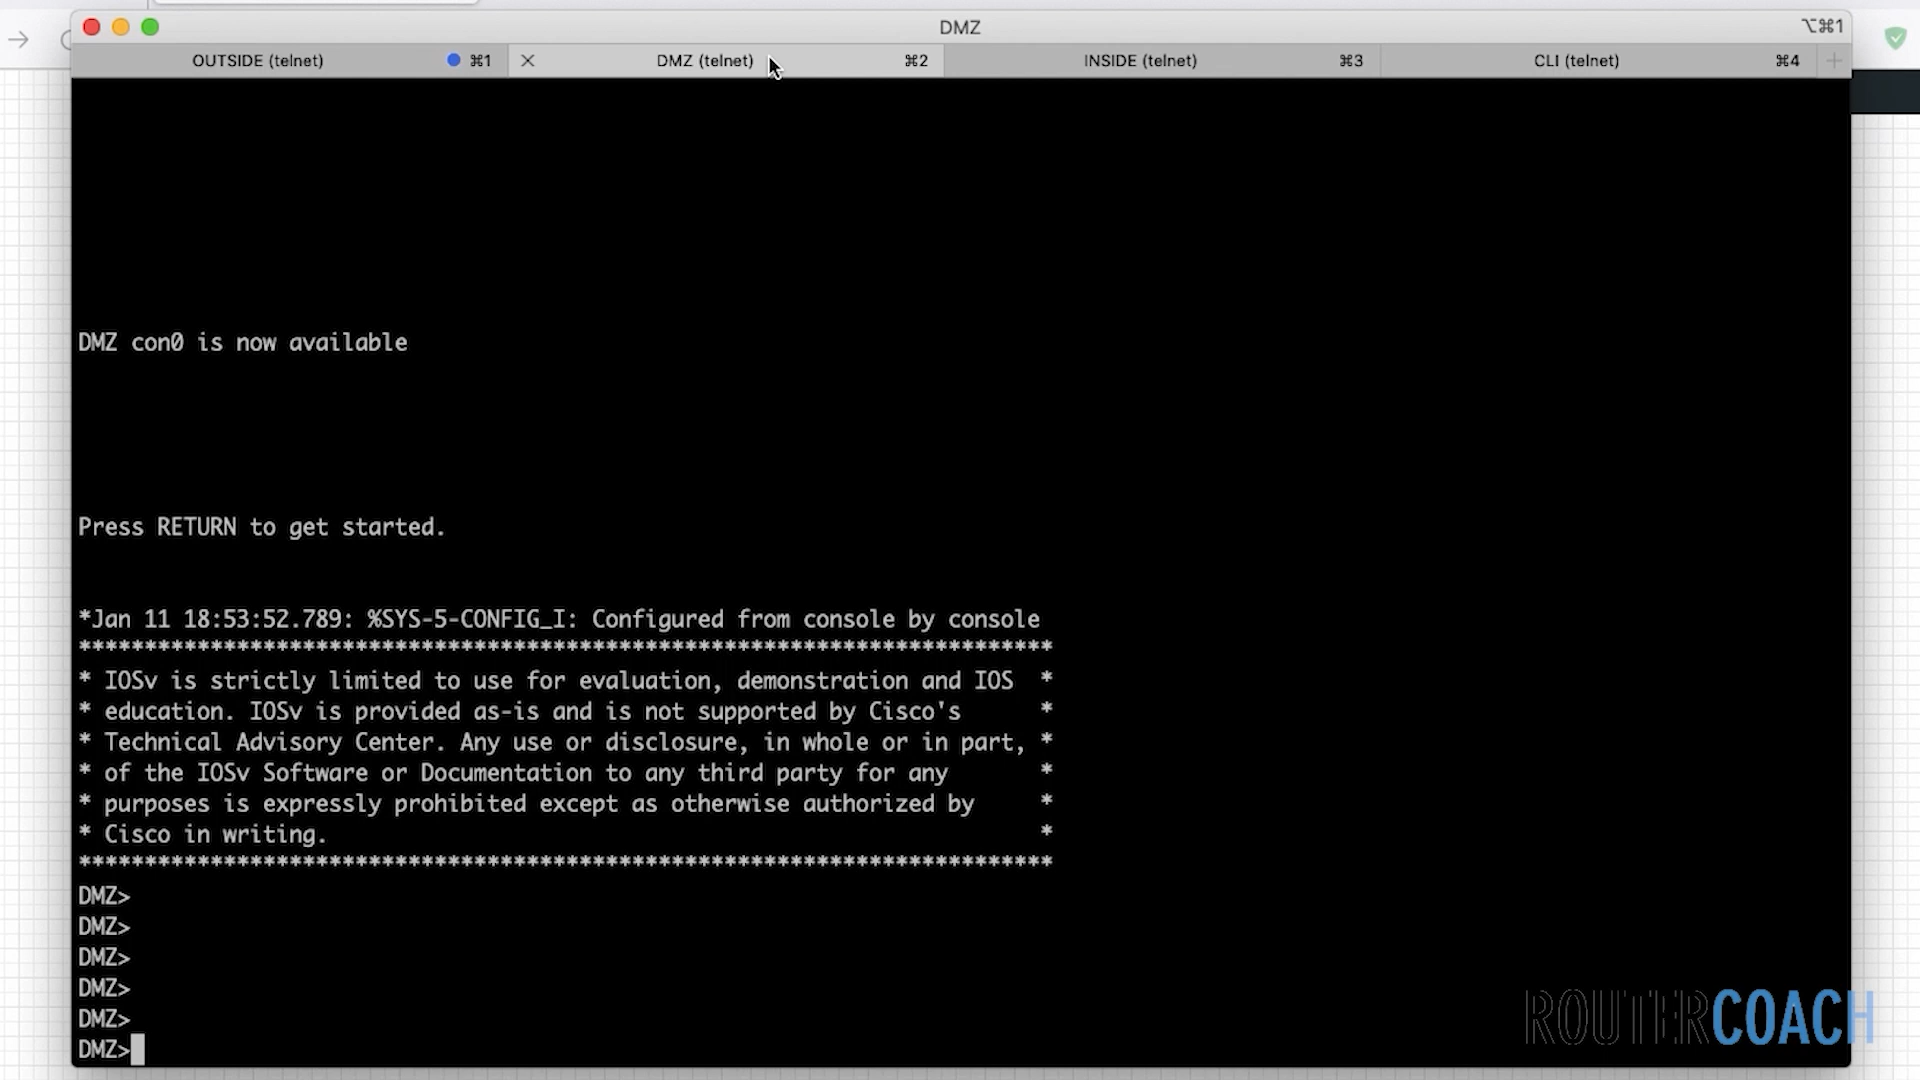 DMZ
⌥⌘1
OUTSIDE (telnet) ⌘1 DMZ (telnet) ⌘2 INSIDE (telnet) ⌘3 CLI (telnet) ⌘4
DMZ con0 is now available
Press RETURN to get started.
*Jan 11 18:53:52.789: %SYS-5-CONFIG_I: Configured from console by console
**************************************************************************
* IOSv is strictly limited to use for evaluation, demonstration and IOS  *
* education. IOSv is provided as-is and is not supported by Cisco's      *
* Technical Advisory Center. Any use or disclosure, in whole or in part, *
* of the IOSv Software or Documentation to any third party for any       *
* purposes is expressly prohibited except as otherwise authorized by     *
* Cisco in writing.                                                      *
**************************************************************************
DMZ>
DMZ>
DMZ>
DMZ>
DMZ>
DMZ>
ROUTERCOACH